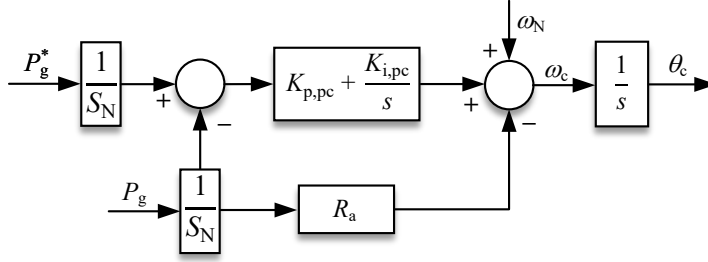 ω_N
P_g^*
1/S_N
+
−
K_p,pc + K_i,pc/s
+
+
−
ω_c
1/s
θ_c
P_g
1/S_N
R_a